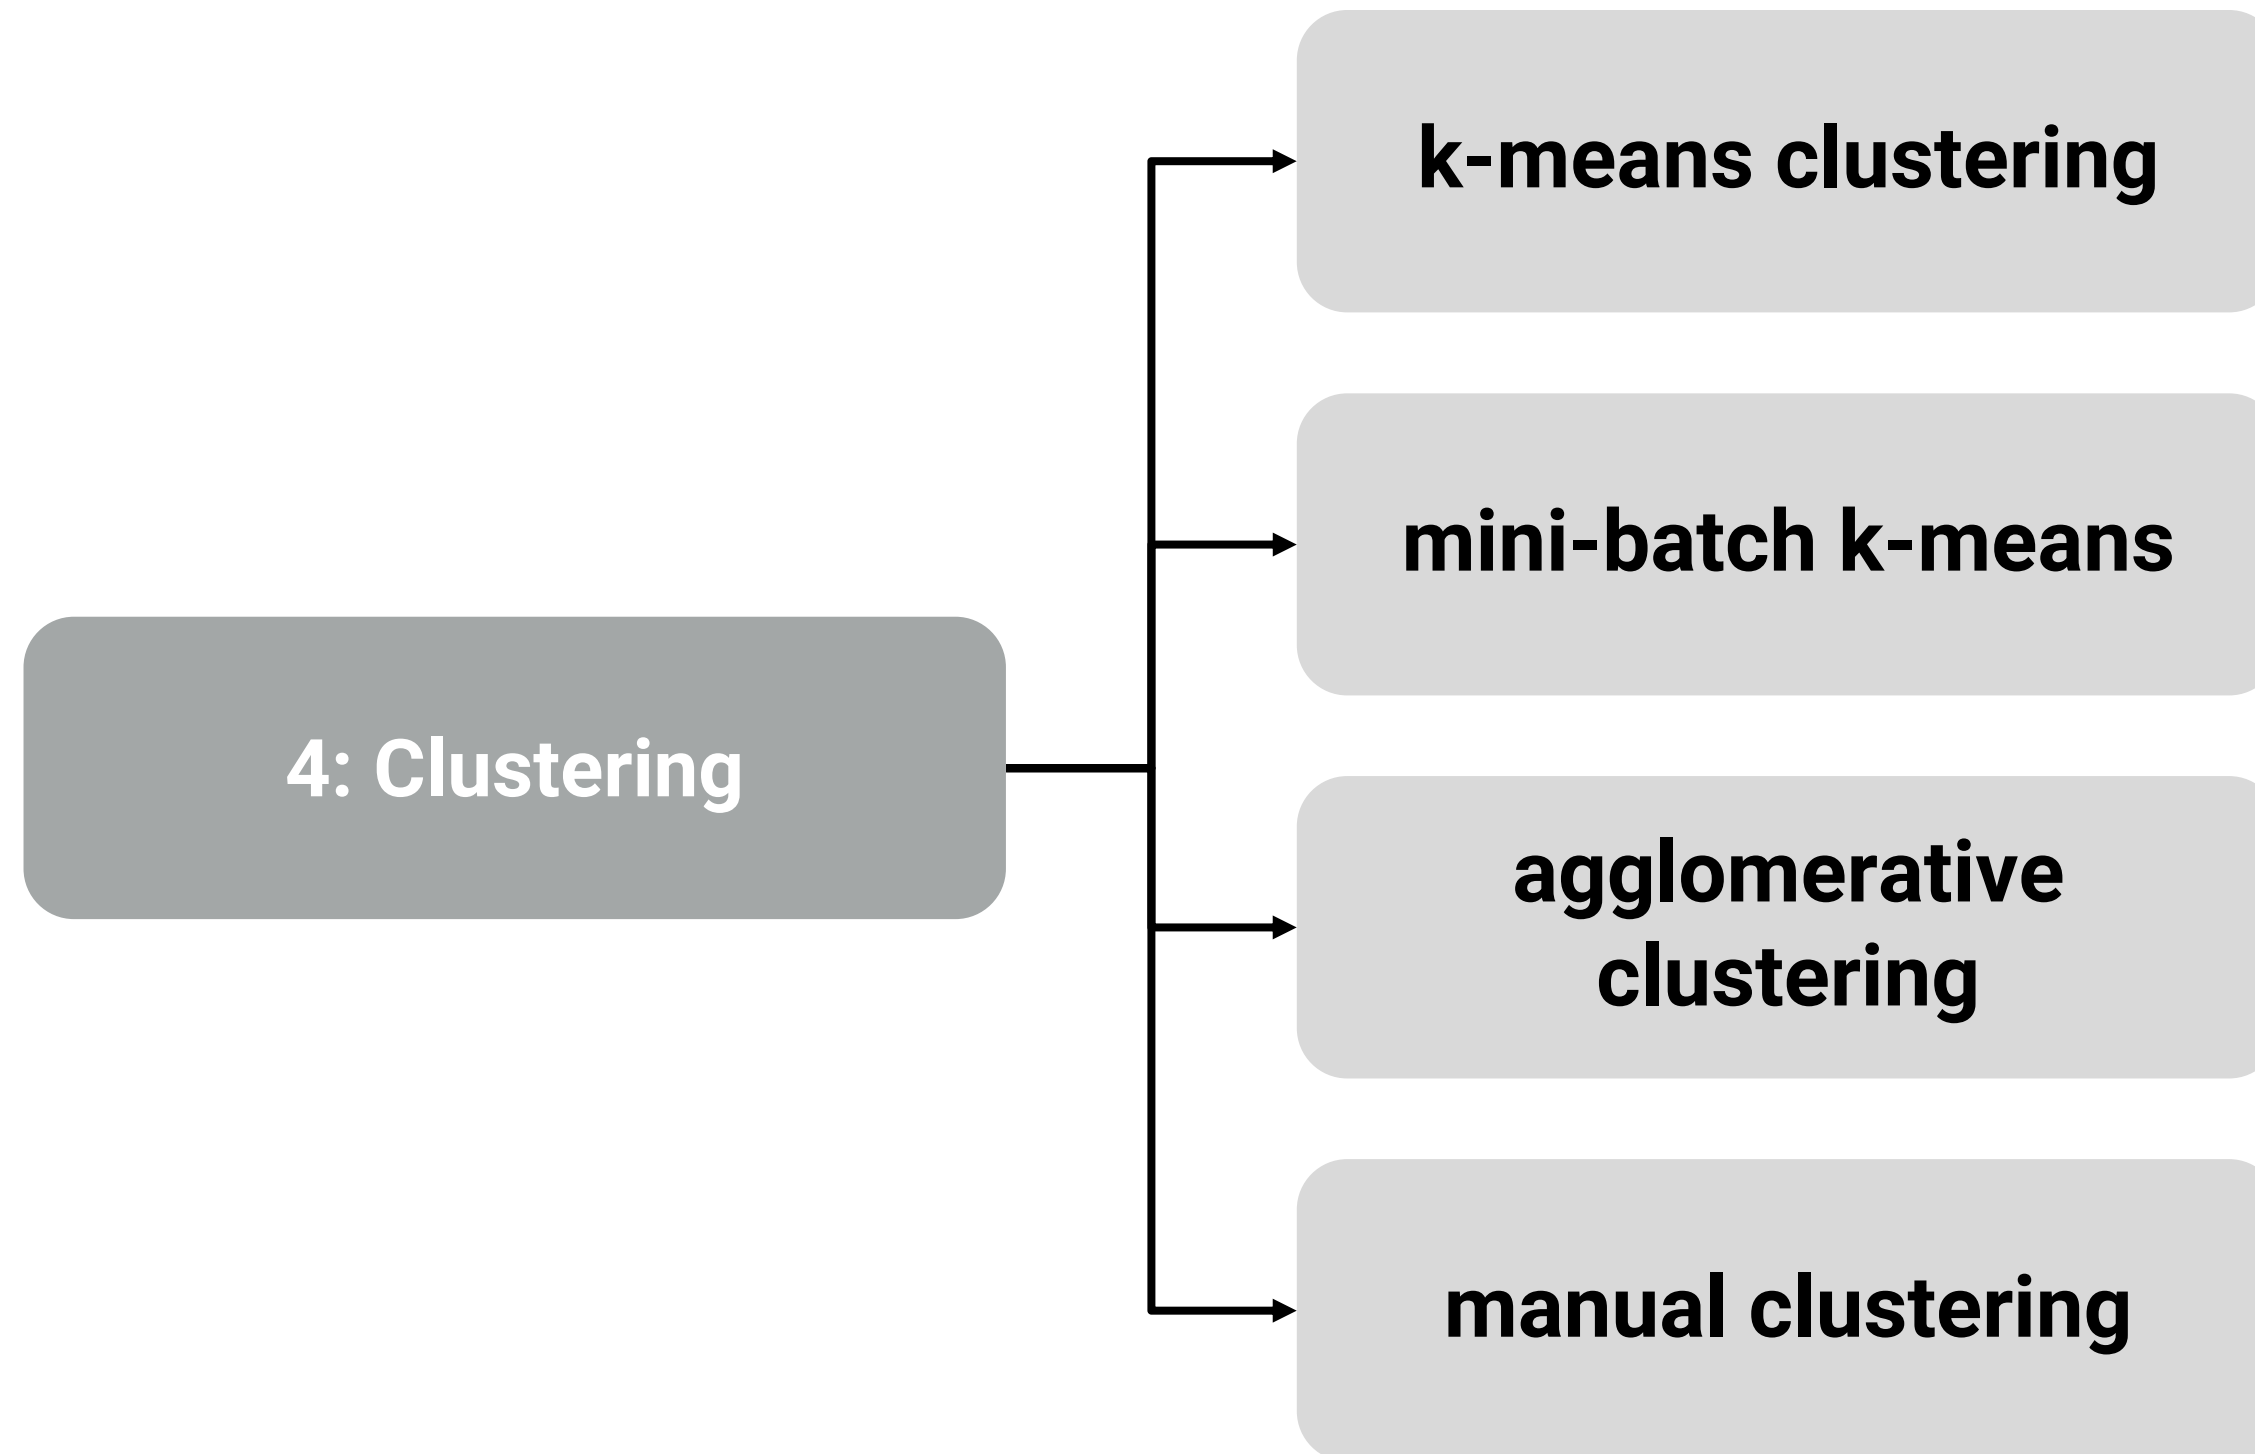 k-means clustering
mini-batch k-means
4: Clustering
agglomerative
clustering
manual clustering